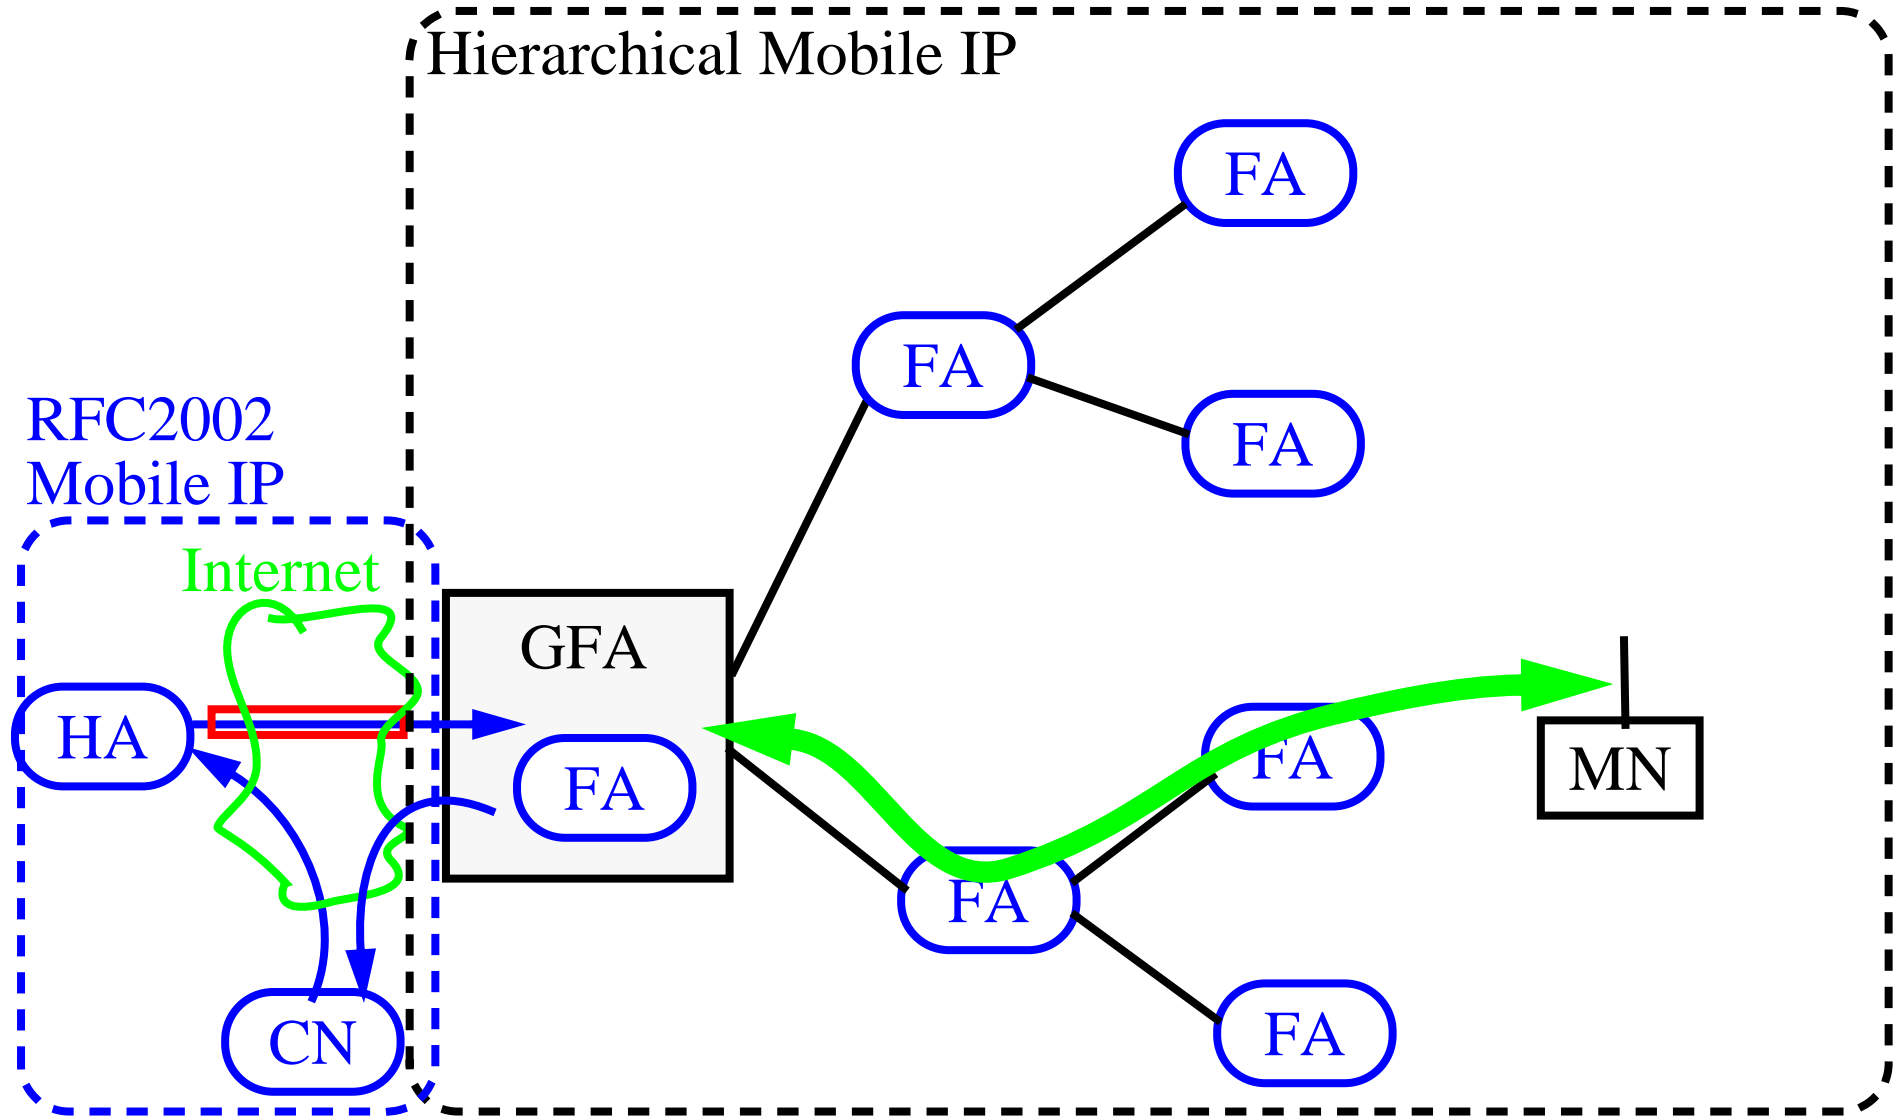 Hierarchical Mobile IP
FA
FA
FA
RFC2002
Mobile IP
Internet
GFA
HA
FA
FA
MN
FA
CN
FA